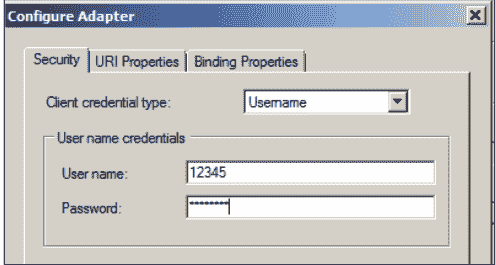 Configure Adapter
Security URI Properties Binding Properties
Client credential type: Username
User name credentials
User name: 12345
Password: ********